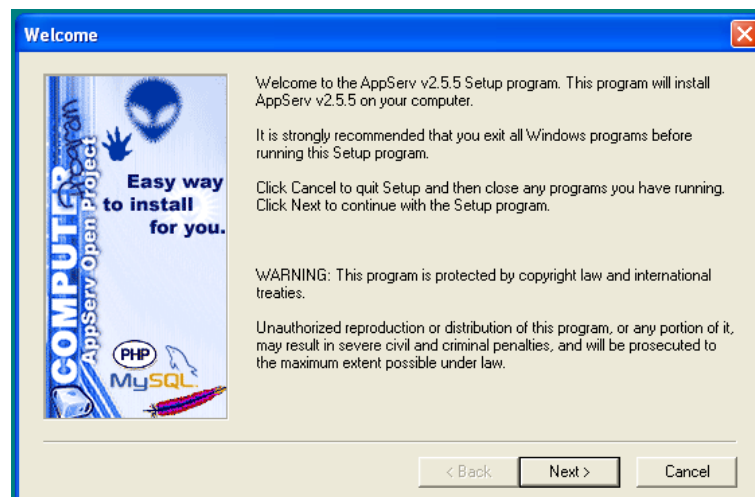 Welcome
COMPUTER
Program
AppServ Open Project
Easy way
to install
for you.
PHP
MySQL
Welcome to the AppServ v2.5.5 Setup program. This program will install
AppServ v2.5.5 on your computer.
It is strongly recommended that you exit all Windows programs before
running this Setup program.
Click Cancel to quit Setup and then close any programs you have running.
Click Next to continue with the Setup program.
WARNING: This program is protected by copyright law and international
treaties.
Unauthorized reproduction or distribution of this program, or any portion of it,
may result in severe civil and criminal penalties, and will be prosecuted to
the maximum extent possible under law.
< Back
Next >
Cancel